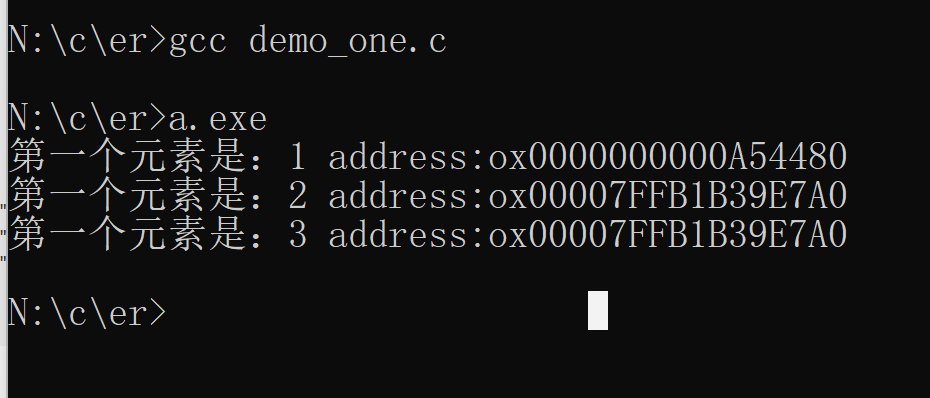 N:\c\er>gcc demo_one.c
N:\c\er>a.exe
第一个元素是：1 address:ox0000000000A54480
第一个元素是：2 address:ox00007FFB1B39E7A0
第一个元素是：3 address:ox00007FFB1B39E7A0
N:\c\er>